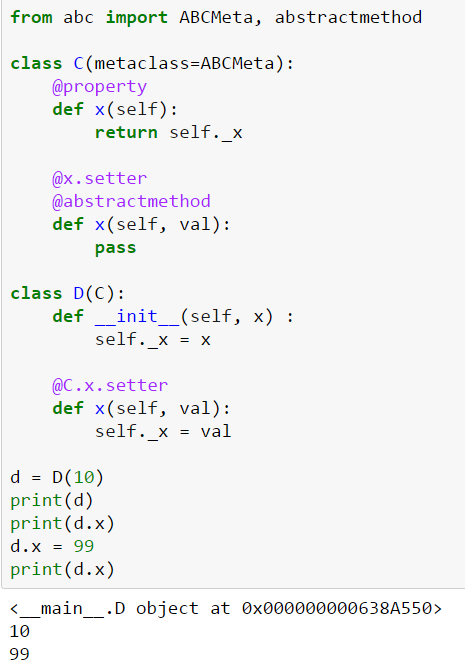 from abc import ABCMeta, abstractmethod
class C(metaclass=ABCMeta):
    @property
    def x(self):
        return self._x
    @x.setter
    @abstractmethod
    def x(self, val):
        pass
class D(C):
    def __init__(self, x) :
        self._x = x
    @C.x.setter
    def x(self, val):
        self._x = val
d = D(10)
print(d)
print(d.x)
d.x = 99
print(d.x)
<__main__.D object at 0x000000000638A550>
10
99